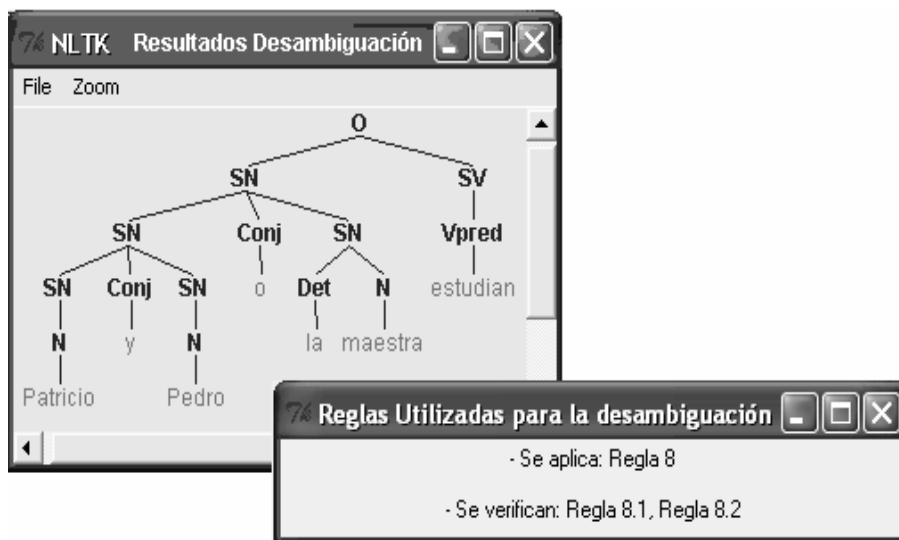 NLTK Resultados Desambiguación
File Zoom
O
SN SV
SN Conj SN Vpred
SN Conj SN o Det N estudian
N y N la maestra
Patricio Pedro
Reglas Utilizadas para la desambiguación
- Se aplica: Regla 8
- Se verifican: Regla 8.1, Regla 8.2